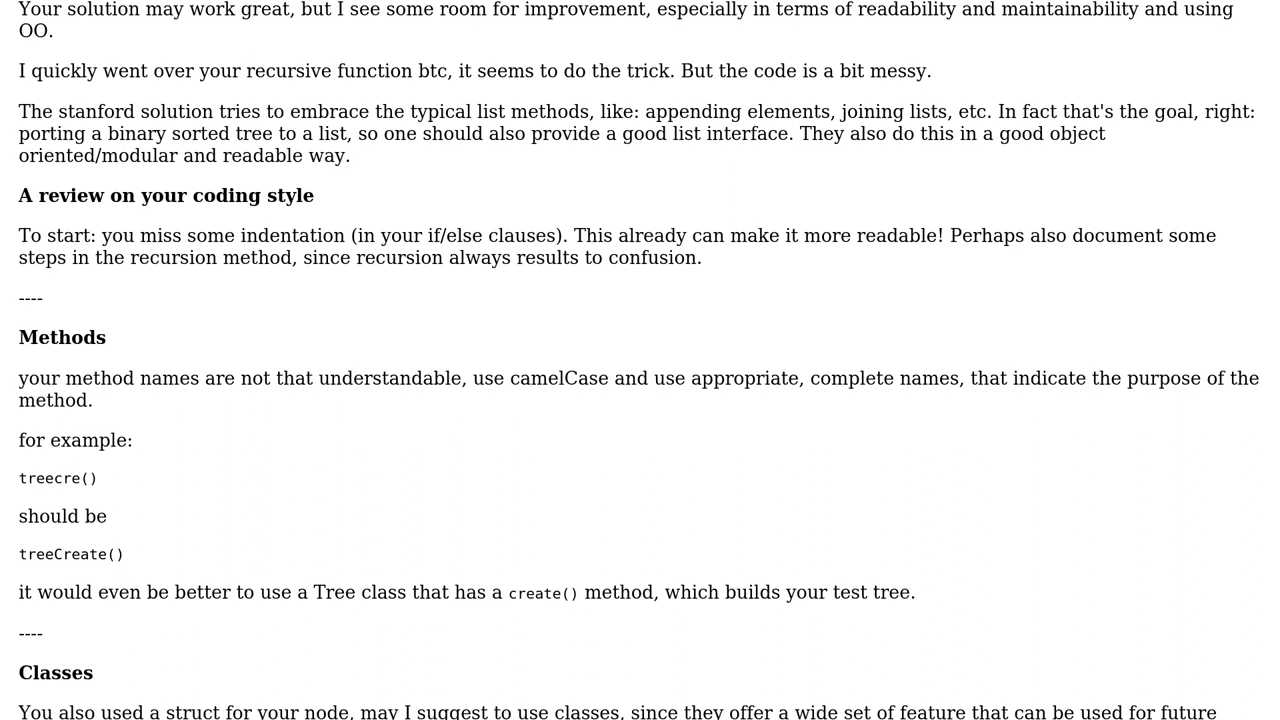 Your solution may work great, but I see some room for improvement, especially in terms of readability and maintainability and using
OO.
I quickly went over your recursive function btc, it seems to do the trick. But the code is a bit messy.
The stanford solution tries to embrace the typical list methods, like: appending elements, joining lists, etc. In fact that's the goal, right:
porting a binary sorted tree to a list, so one should also provide a good list interface. They also do this in a good object
oriented/modular and readable way.
A review on your coding style
To start: you miss some indentation (in your if/else clauses). This already can make it more readable! Perhaps also document some
steps in the recursion method, since recursion always results to confusion.
----
Methods
your method names are not that understandable, use camelCase and use appropriate, complete names, that indicate the purpose of the
method.
for example:
treecre()
should be
treeCreate()
it would even be better to use a Tree class that has a create() method, which builds your test tree.
----
Classes
You also used a struct for your node, may I suggest to use classes, since they offer a wide set of feature that can be used for future